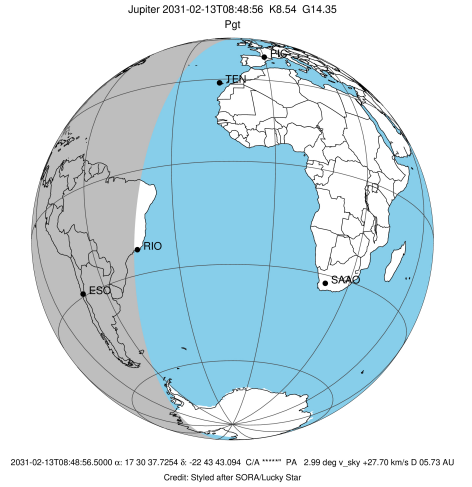 Jupiter 2031-02-13T08:48:56 K8.54 G14.35
Pgt
PIC
TEN
RIO
ESO
SAAO
2031-02-13T08:48:56.5000 α: 17 30 37.7254 δ: -22 43 43.094 C/A *****" PA 2.99 deg v_sky +27.70 km/s D 05.73 AU
Credit: Styled after SORA/Lucky Star